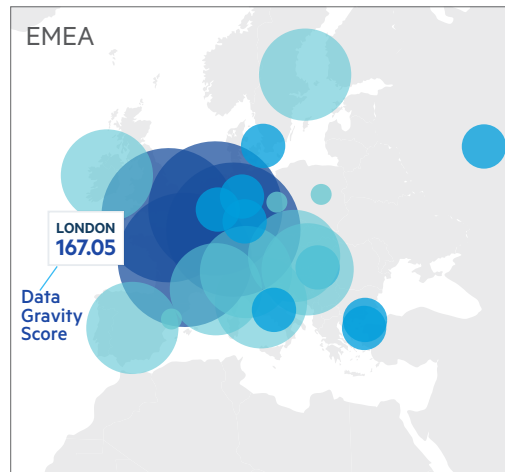 EMEA
LONDON
167.05
Data
Gravity
Score